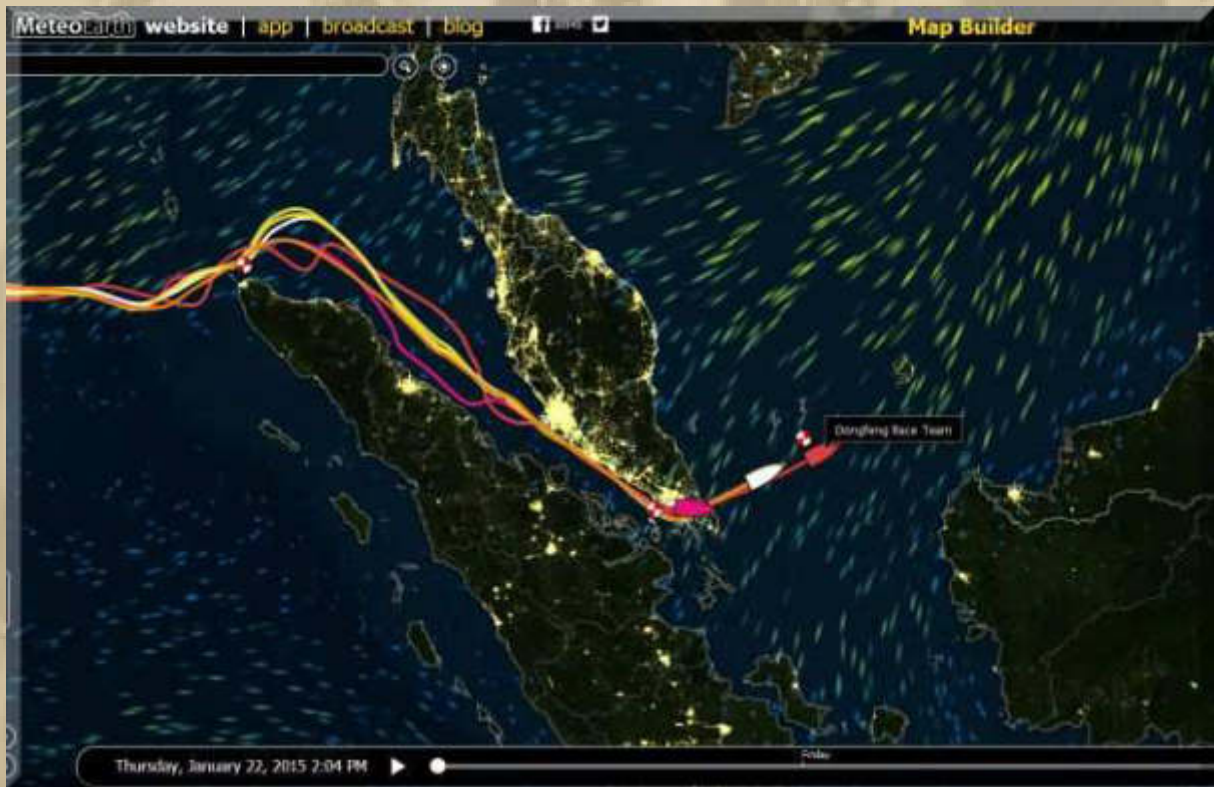 MeteoEarth website | app | broadcast | blog
Map Builder
Dongfeng Race Team
Friday
Thursday, January 22, 2015 2:04 PM